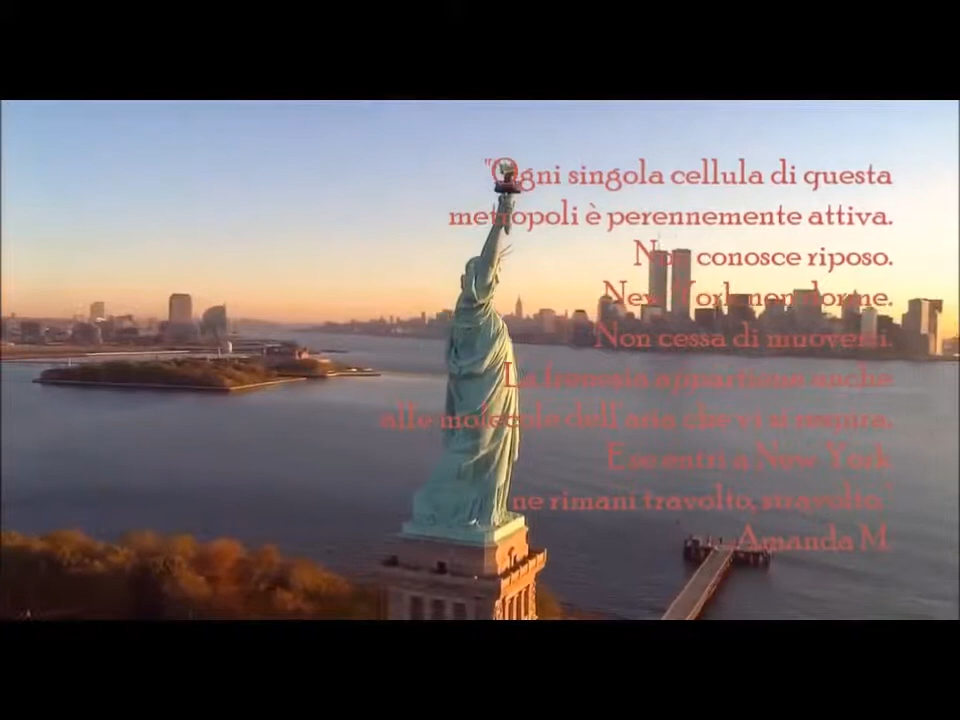 "Ogni singola cellula di questa
metropoli è perennemente attiva.
Non conosce riposo.
New York non dorme.
Non cessa di muoversi.
La frenesia appartiene anche
alle molecole dell'aria che vi si respira.
E se entri a New York
ne rimani travolto, stravolto."
Amanda M